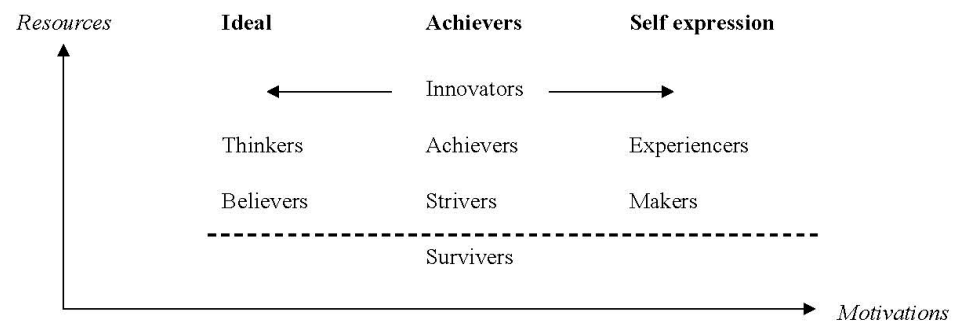 Resources Ideal Achievers Self expression
Innovators
Thinkers Achievers Experiencers
Believers Strivers Makers
Survivers
Motivations